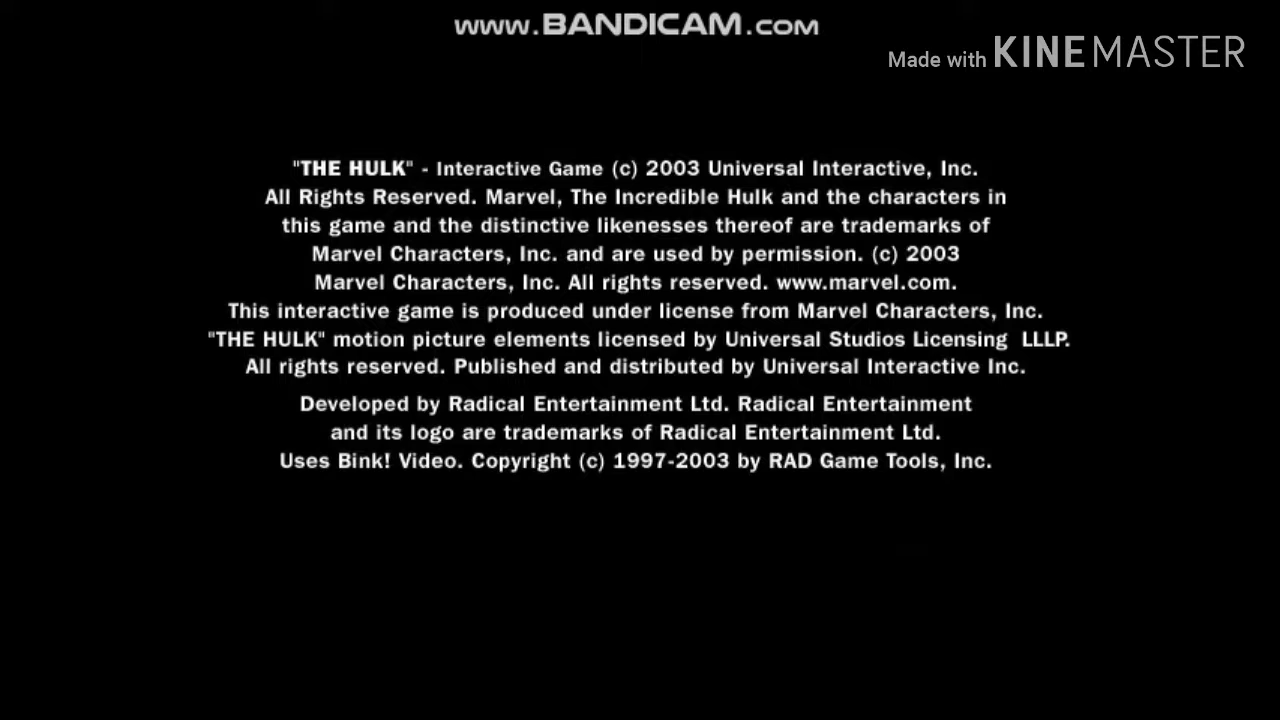 www.BANDICAM.com
Made with KINEMASTER
"THE HULK" - Interactive Game (c) 2003 Universal Interactive, Inc.
All Rights Reserved. Marvel, The Incredible Hulk and the characters in
this game and the distinctive likenesses thereof are trademarks of
Marvel Characters, Inc. and are used by permission. (c) 2003
Marvel Characters, Inc. All rights reserved. www.marvel.com.
This interactive game is produced under license from Marvel Characters, Inc.
"THE HULK" motion picture elements licensed by Universal Studios Licensing LLLP.
All rights reserved. Published and distributed by Universal Interactive Inc.
Developed by Radical Entertainment Ltd. Radical Entertainment
and its logo are trademarks of Radical Entertainment Ltd.
Uses Bink! Video. Copyright (c) 1997-2003 by RAD Game Tools, Inc.